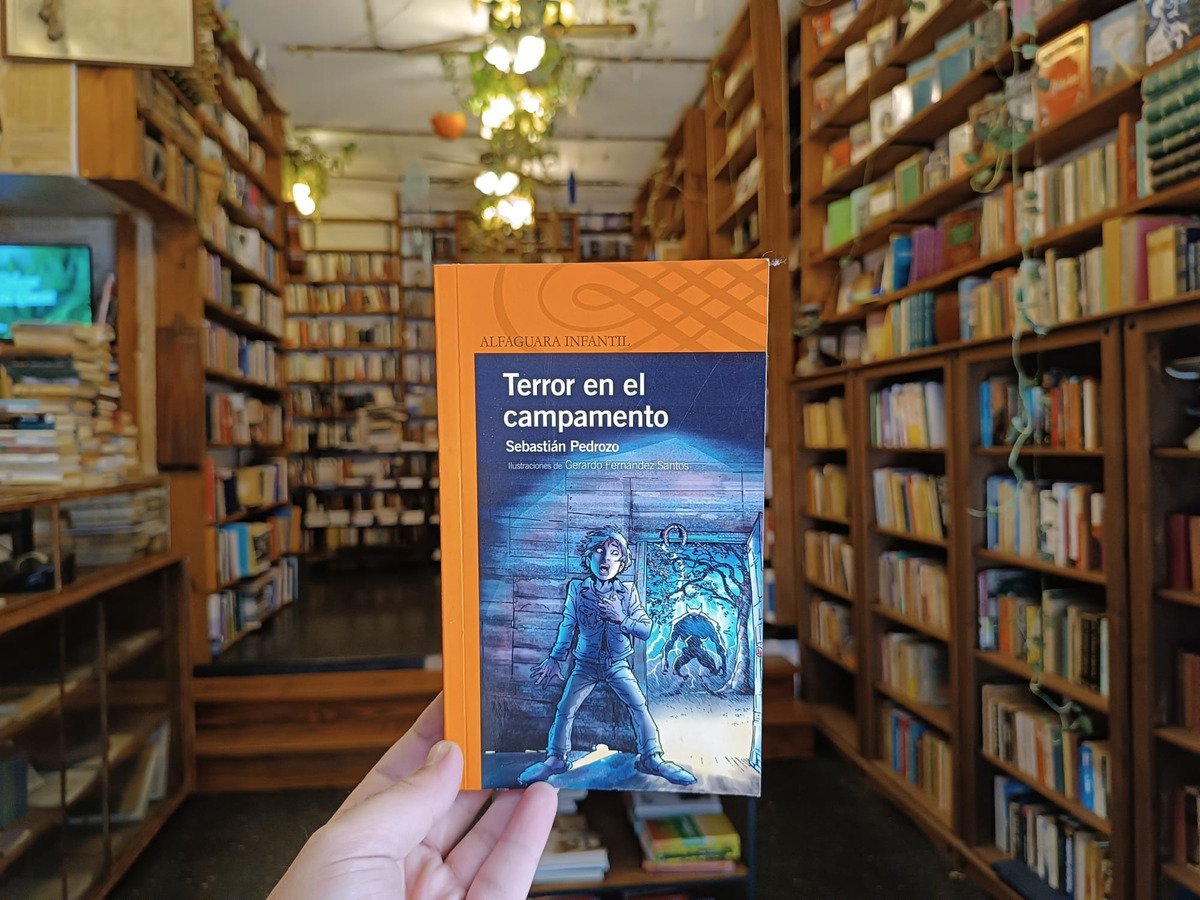 ALFAGUARA INFANTIL
Terror en el
campamento
Sebastián Pedrozo
Ilustraciones de Gerardo Fernández Santos